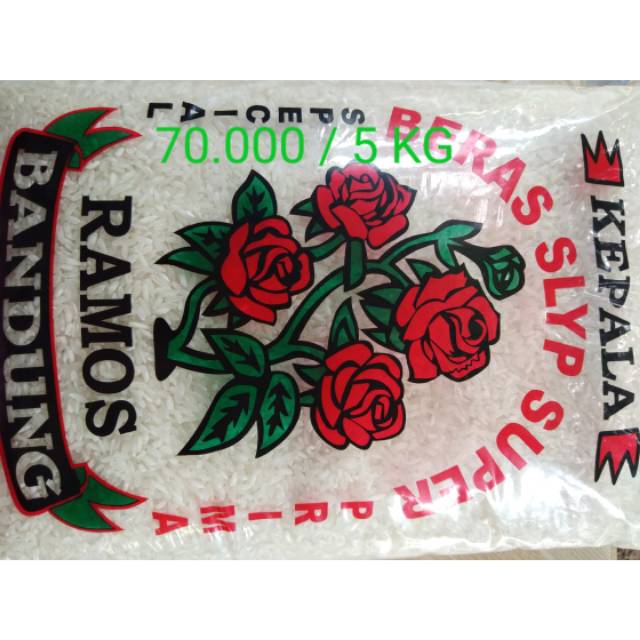 KEPALA
BERAS SLYP SUPER
SPECIAL
PRIMA
RAMOS
BANDUNG
70.000 / 5 KG